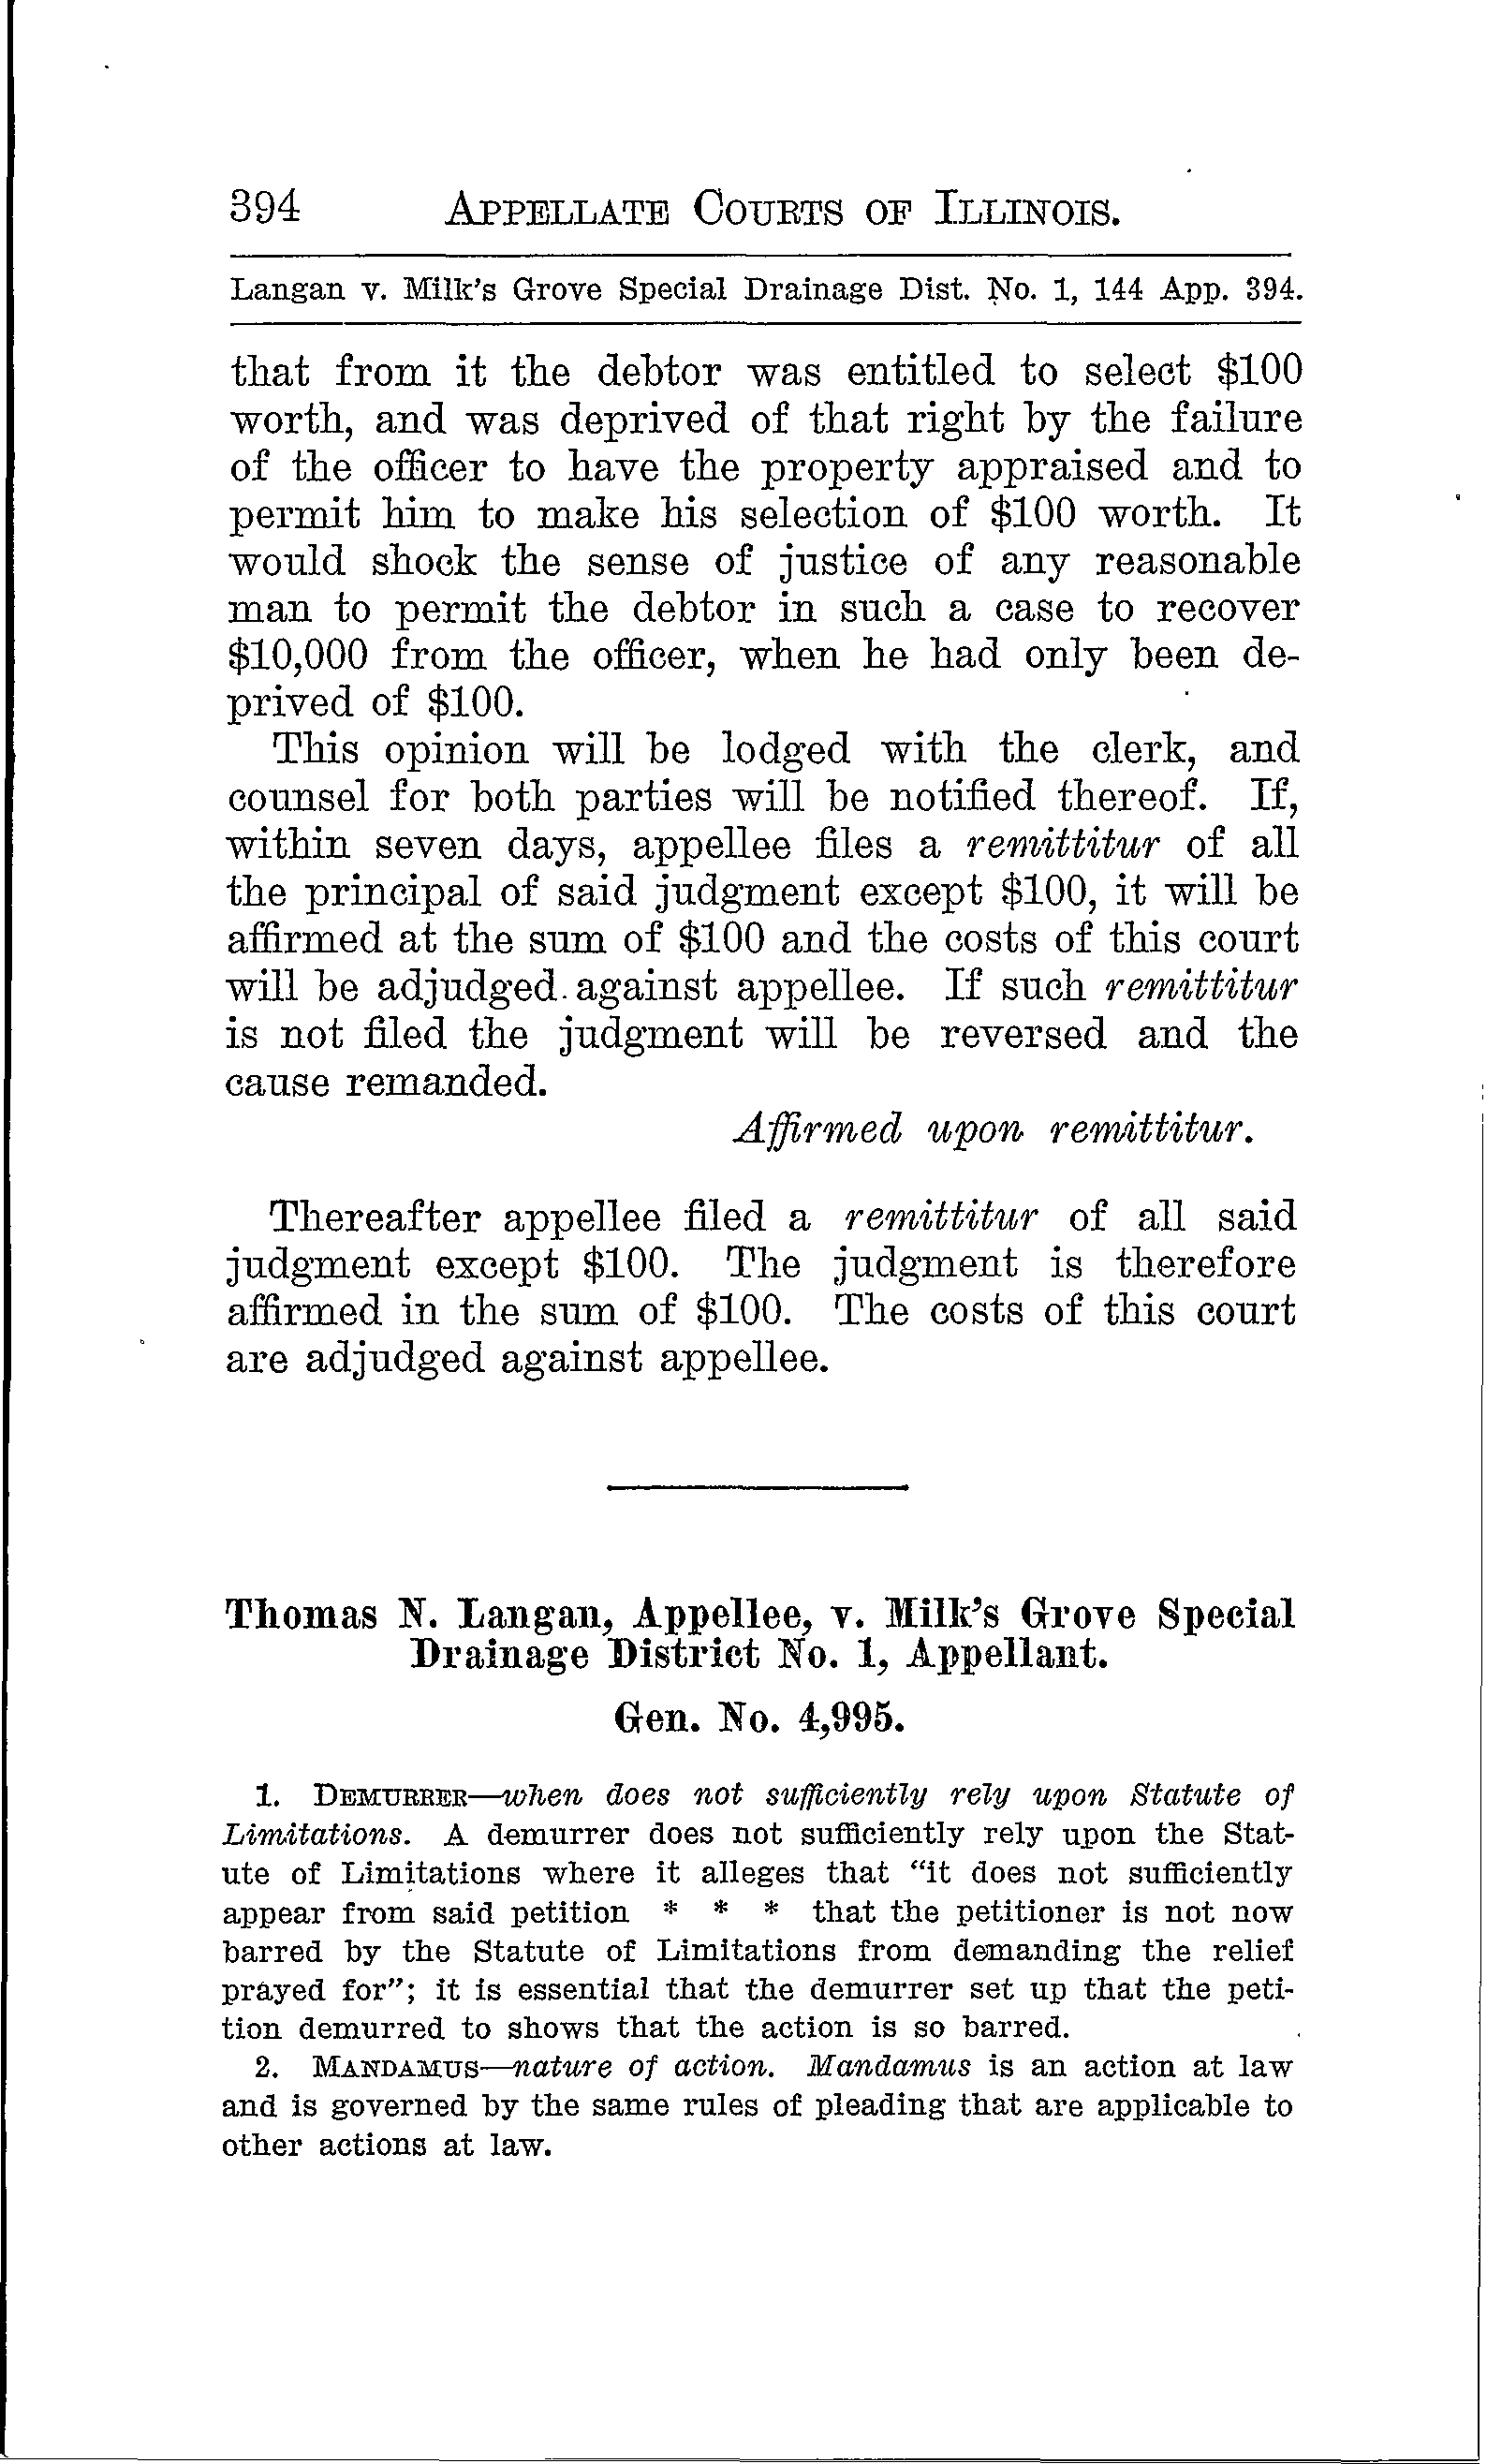 394 APPELLATE COURTS OF ILLINOIS.
Langan v. Milk's Grove Special Drainage Dist. No. 1, 144 App. 394.
that from it the debtor was entitled to select $100
worth, and was deprived of that right by the failure
of the officer to have the property appraised and to
permit him to make his selection of $100 worth. It
would shock the sense of justice of any reasonable
man to permit the debtor in such a case to recover
$10,000 from the officer, when he had only been de-
prived of $100.
This opinion will be lodged with the clerk, and
counsel for both parties will be notified thereof. If,
within seven days, appellee files a remittitur of all
the principal of said judgment except $100, it will be
affirmed at the sum of $100 and the costs of this court
will be adjudged against appellee. If such remittitur
is not filed the judgment will be reversed and the
cause remanded.
Affirmed upon remittitur.
Thereafter appellee filed a remittitur of all said
judgment except $100. The judgment is therefore
affirmed in the sum of $100. The costs of this court
are adjudged against appellee.
Thomas N. Langan, Appellee, v. Milk's Grove Special
Drainage District No. 1, Appellant.
Gen. No. 4,995.
1. DEMURRER—when does not sufficiently rely upon Statute of
Limitations. A demurrer does not sufficiently rely upon the Stat-
ute of Limitations where it alleges that "it does not sufficiently
appear from said petition * * * that the petitioner is not now
barred by the Statute of Limitations from demanding the relief
prayed for"; it is essential that the demurrer set up that the peti-
tion demurred to shows that the action is so barred.
2. MANDAMUS—nature of action. Mandamus is an action at law
and is governed by the same rules of pleading that are applicable to
other actions at law.